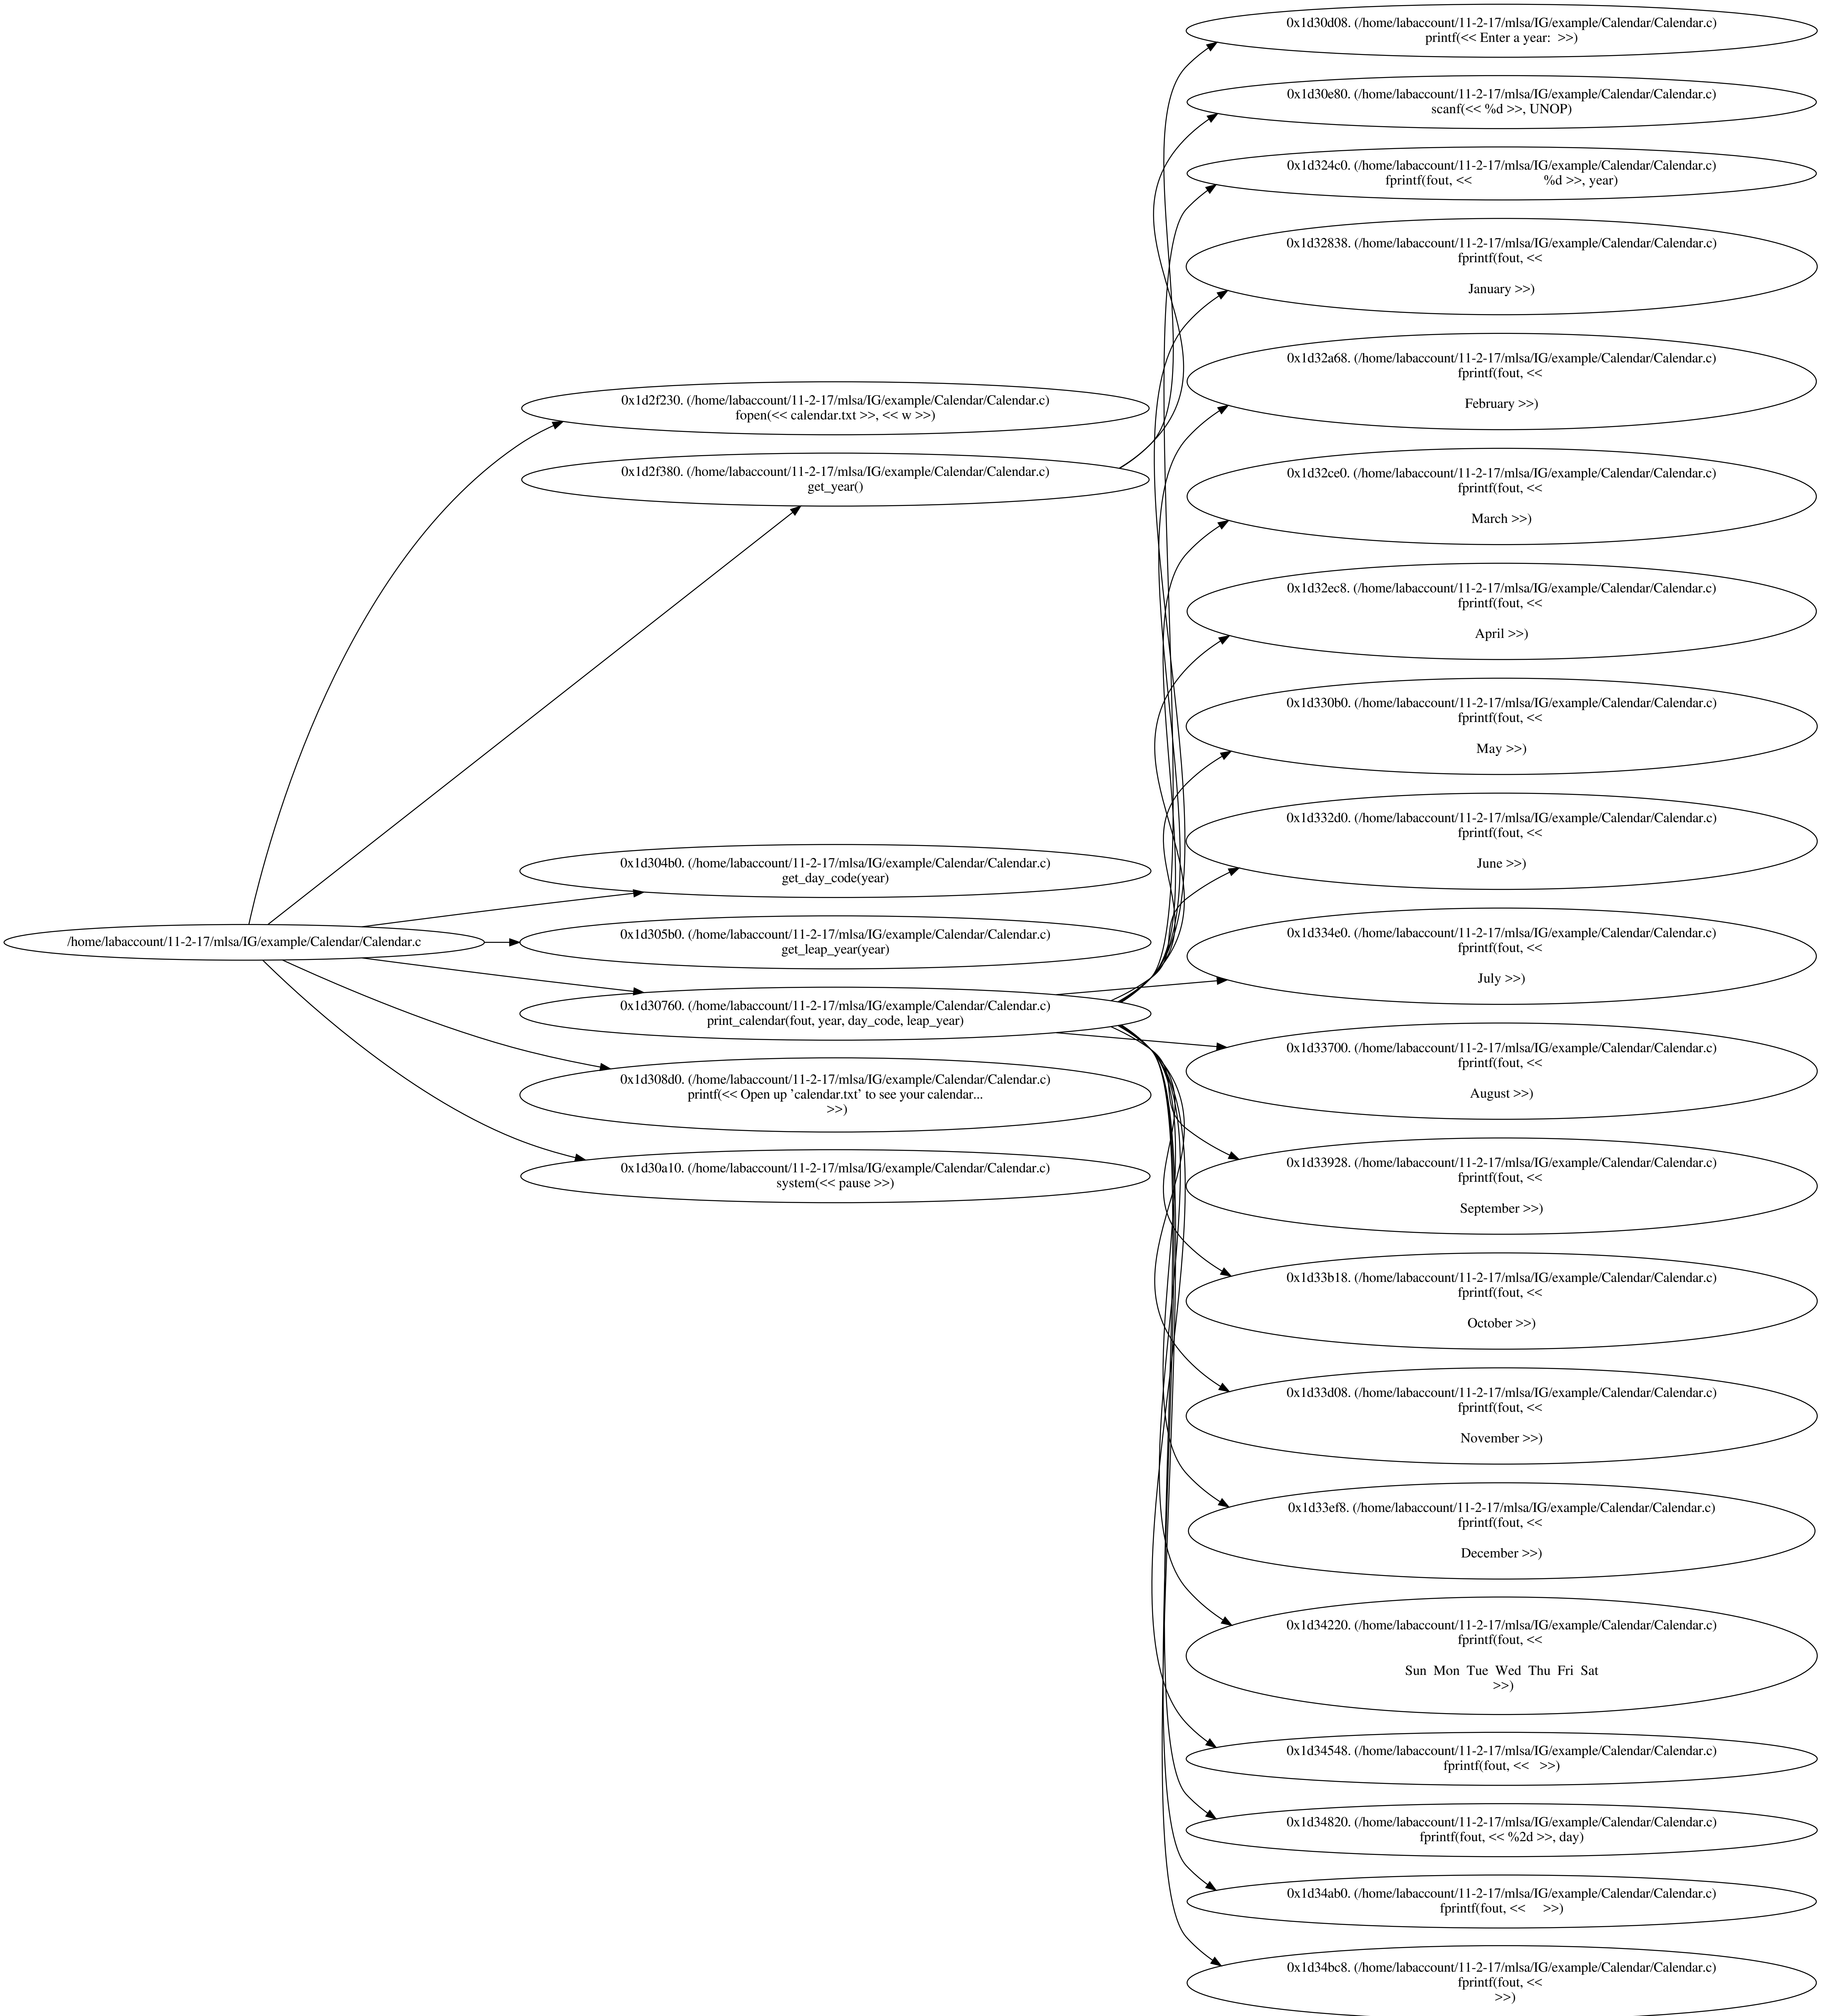 /home/labaccount/11-2-17/mlsa/IG/example/Calendar/Calendar.c
0x1d2f230. (/home/labaccount/11-2-17/mlsa/IG/example/Calendar/Calendar.c)
fopen(<< calendar.txt >>, << w >>)
0x1d2f380. (/home/labaccount/11-2-17/mlsa/IG/example/Calendar/Calendar.c)
get_year()
0x1d304b0. (/home/labaccount/11-2-17/mlsa/IG/example/Calendar/Calendar.c)
get_day_code(year)
0x1d305b0. (/home/labaccount/11-2-17/mlsa/IG/example/Calendar/Calendar.c)
get_leap_year(year)
0x1d30760. (/home/labaccount/11-2-17/mlsa/IG/example/Calendar/Calendar.c)
print_calendar(fout, year, day_code, leap_year)
0x1d308d0. (/home/labaccount/11-2-17/mlsa/IG/example/Calendar/Calendar.c)
printf(<< Open up ’calendar.txt’ to see your calendar...
>>)
0x1d30a10. (/home/labaccount/11-2-17/mlsa/IG/example/Calendar/Calendar.c)
system(<< pause >>)
0x1d30d08. (/home/labaccount/11-2-17/mlsa/IG/example/Calendar/Calendar.c)
printf(<< Enter a year:  >>)
0x1d30e80. (/home/labaccount/11-2-17/mlsa/IG/example/Calendar/Calendar.c)
scanf(<< %d >>, UNOP)
0x1d324c0. (/home/labaccount/11-2-17/mlsa/IG/example/Calendar/Calendar.c)
fprintf(fout, <<                     %d >>, year)
0x1d32838. (/home/labaccount/11-2-17/mlsa/IG/example/Calendar/Calendar.c)
fprintf(fout, <<
January >>)
0x1d32a68. (/home/labaccount/11-2-17/mlsa/IG/example/Calendar/Calendar.c)
fprintf(fout, <<
February >>)
0x1d32ce0. (/home/labaccount/11-2-17/mlsa/IG/example/Calendar/Calendar.c)
fprintf(fout, <<
March >>)
0x1d32ec8. (/home/labaccount/11-2-17/mlsa/IG/example/Calendar/Calendar.c)
fprintf(fout, <<
April >>)
0x1d330b0. (/home/labaccount/11-2-17/mlsa/IG/example/Calendar/Calendar.c)
fprintf(fout, <<
May >>)
0x1d332d0. (/home/labaccount/11-2-17/mlsa/IG/example/Calendar/Calendar.c)
fprintf(fout, <<
June >>)
0x1d334e0. (/home/labaccount/11-2-17/mlsa/IG/example/Calendar/Calendar.c)
fprintf(fout, <<
July >>)
0x1d33700. (/home/labaccount/11-2-17/mlsa/IG/example/Calendar/Calendar.c)
fprintf(fout, <<
August >>)
0x1d33928. (/home/labaccount/11-2-17/mlsa/IG/example/Calendar/Calendar.c)
fprintf(fout, <<
September >>)
0x1d33b18. (/home/labaccount/11-2-17/mlsa/IG/example/Calendar/Calendar.c)
fprintf(fout, <<
October >>)
0x1d33d08. (/home/labaccount/11-2-17/mlsa/IG/example/Calendar/Calendar.c)
fprintf(fout, <<
November >>)
0x1d33ef8. (/home/labaccount/11-2-17/mlsa/IG/example/Calendar/Calendar.c)
fprintf(fout, <<
December >>)
0x1d34220. (/home/labaccount/11-2-17/mlsa/IG/example/Calendar/Calendar.c)
fprintf(fout, <<
Sun  Mon  Tue  Wed  Thu  Fri  Sat
>>)
0x1d34548. (/home/labaccount/11-2-17/mlsa/IG/example/Calendar/Calendar.c)
fprintf(fout, <<   >>)
0x1d34820. (/home/labaccount/11-2-17/mlsa/IG/example/Calendar/Calendar.c)
fprintf(fout, << %2d >>, day)
0x1d34ab0. (/home/labaccount/11-2-17/mlsa/IG/example/Calendar/Calendar.c)
fprintf(fout, <<     >>)
0x1d34bc8. (/home/labaccount/11-2-17/mlsa/IG/example/Calendar/Calendar.c)
fprintf(fout, <<
>>)